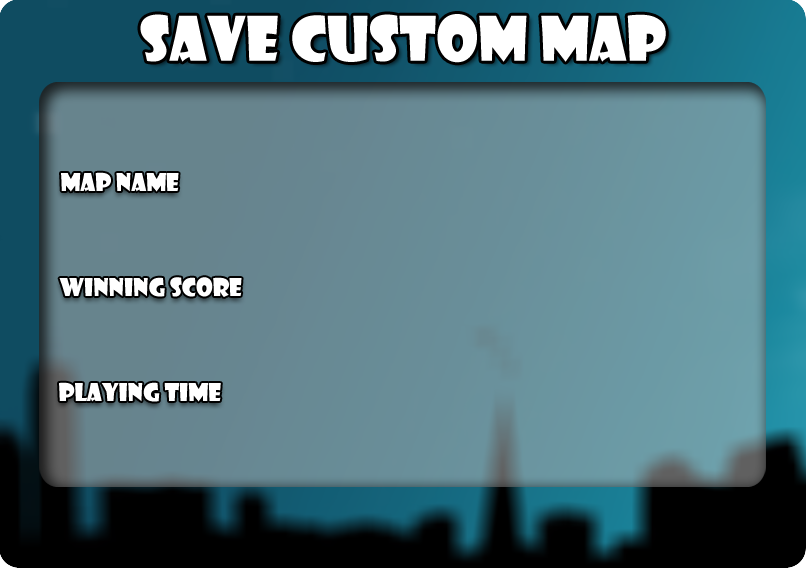 SAVE CUSTOM MAP
MAP NAME
WINNING SCORE
PLAYING TIME